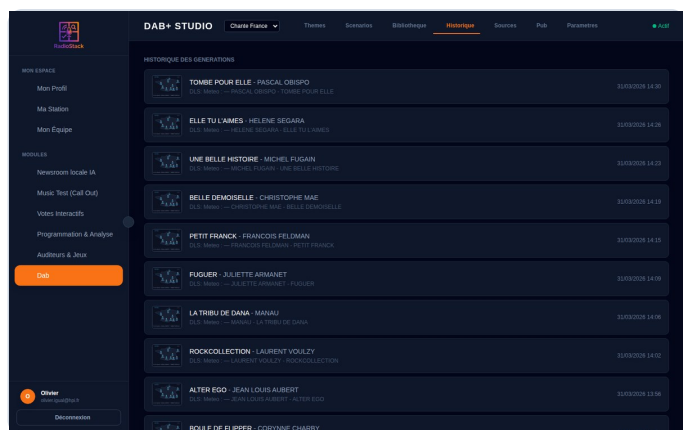 RadioStack
MON ESPACE
Mon Profil
Ma Station
Mon Équipe
MODULES
Newsroom locale IA
Music Test (Call Out)
Votes Interactifs
Programmation & Analyse
Auditeurs & Jeux
Dab
O
Olivier
Déconnexion
DAB+ STUDIO
Chante France
Themes
Scenarios
Bibliotheque
Historique
Sources
Pub
Parametres
Actif
HISTORIQUE DES GENERATIONS
TOMBE POUR ELLE - PASCAL OBISPO
DLS: Meteo : — PASCAL OBISPO - TOMBE POUR ELLE
31/03/2026 14:30
ELLE TU L'AIMES - HELENE SEGARA
DLS: Meteo : — HELENE SEGARA - ELLE TU L'AIMES
31/03/2026 14:26
UNE BELLE HISTOIRE - MICHEL FUGAIN
DLS: Meteo : — MICHEL FUGAIN - UNE BELLE HISTOIRE
31/03/2026 14:23
BELLE DEMOISELLE - CHRISTOPHE MAE
DLS: Meteo : — CHRISTOPHE MAE - BELLE DEMOISELLE
31/03/2026 14:19
PETIT FRANCK - FRANCOIS FELDMAN
DLS: Meteo : — FRANCOIS FELDMAN - PETIT FRANCK
31/03/2026 14:15
FUGUER - JULIETTE ARMANET
DLS: Meteo : — JULIETTE ARMANET - FUGUER
31/03/2026 14:09
LA TRIBU DE DANA - MANAU
DLS: Meteo : — MANAU - LA TRIBU DE DANA
31/03/2026 14:06
ROCKCOLLECTION - LAURENT VOULZY
DLS: Meteo : — LAURENT VOULZY - ROCKCOLLECTION
31/03/2026 14:02
ALTER EGO - JEAN LOUIS AUBERT
DLS: Meteo : — JEAN LOUIS AUBERT - ALTER EGO
31/03/2026 13:56
BOULE DE FLIPPER - CORYNNE CHARBY